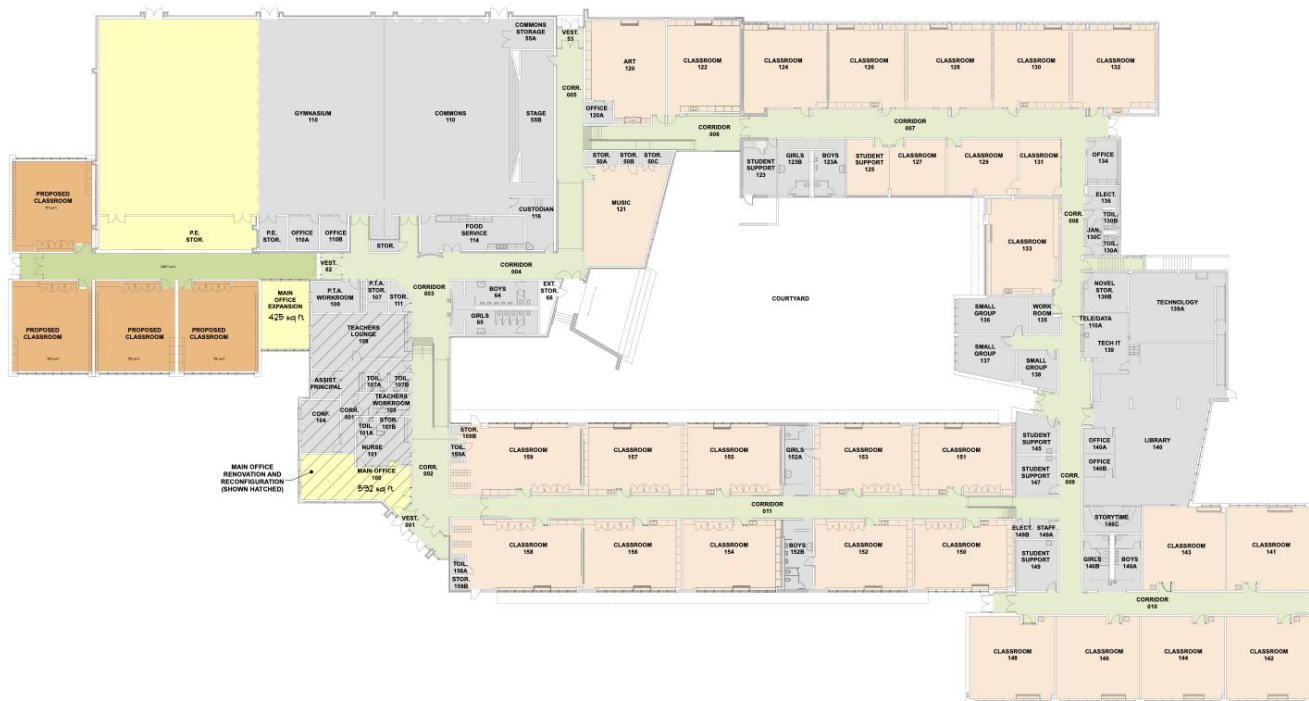 COMMONS
STORAGE
55A
VEST.
53
CORR.
005
ART
120
CLASSROOM
122
CLASSROOM
124
CLASSROOM
126
CLASSROOM
128
CLASSROOM
130
CLASSROOM
132
OFFICE
120A
GYMNASIUM
110
COMMONS
110
STAGE
55B
CORRIDOR
006
CORRIDOR
007
STOR.
50A
STOR.
50B
STOR.
50C
STUDENT
SUPPORT
123
GIRLS
123B
BOYS
123A
STUDENT
SUPPORT
125
CLASSROOM
127
CLASSROOM
129
CLASSROOM
131
OFFICE
134
PROPOSED
CLASSROOM
MUSIC
121
CUSTODIAN
116
ELECT.
136
TOIL.
130B
JAN.
130C
TOIL.
130A
CORR.
008
P.E.
STOR.
P.E.
STOR.
OFFICE
110A
OFFICE
110B
STOR.
FOOD
SERVICE
114
CLASSROOM
133
VEST.
62
CORRIDOR
004
CORRIDOR
003
COURTYARD
MAIN
OFFICE
EXPANSION
425 sq ft
P.T.A.
WORKROOM
109
P.T.A.
STOR.
107
STOR.
111
BOYS
64
EXT.
STOR.
66
GIRLS
65
SMALL
GROUP
136
WORK
ROOM
135
NOVEL
STOR.
139B
TECHNOLOGY
139A
TELE/DATA
118A
TECH IT
139
PROPOSED
CLASSROOM
PROPOSED
CLASSROOM
PROPOSED
CLASSROOM
TEACHERS
LOUNGE
108
SMALL
GROUP
137
SMALL
GROUP
138
ASSIST.
PRINCIPAL
TOIL.
107A
TOIL.
107B
TEACHERS
WORKROOM
103
CONF.
104
CORR.
001
TOIL.
101A
STOR.
101B
NURSE
101
MAIN OFFICE
RENOVATION AND
RECONFIGURATION
(SHOWN HATCHED)
MAIN OFFICE
100
592 sq ft
VEST.
001
CORR.
002
STOR.
159B
TOIL.
159A
CLASSROOM
159
CLASSROOM
157
CLASSROOM
155
GIRLS
152A
CLASSROOM
153
CLASSROOM
151
STUDENT
SUPPORT
145
STUDENT
SUPPORT
147
CORR.
009
OFFICE
140A
OFFICE
140B
LIBRARY
140
CORRIDOR
011
ELECT.
149B
STAFF
149A
STUDENT
SUPPORT
149
STORYTIME
146C
GIRLS
146B
BOYS
146A
CLASSROOM
143
CLASSROOM
141
TOIL.
158A
STOR.
158B
CLASSROOM
158
CLASSROOM
156
CLASSROOM
154
BOYS
152B
CLASSROOM
152
CLASSROOM
150
CORRIDOR
010
CLASSROOM
148
CLASSROOM
146
CLASSROOM
144
CLASSROOM
142